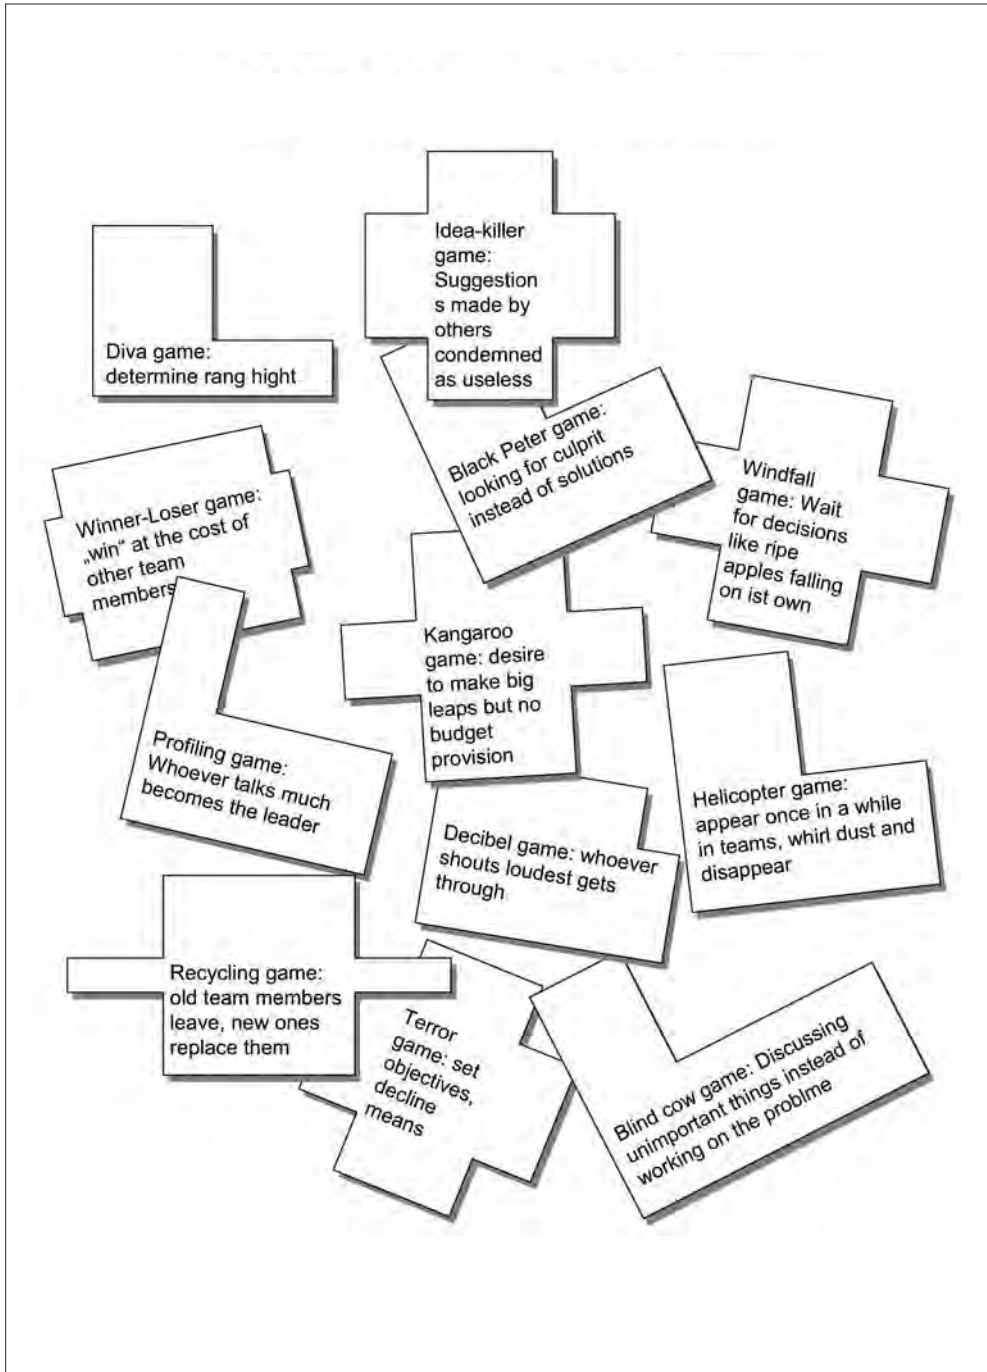 Idea-killer
game:
Suggestion
s made by
others
condemned
as useless
Diva game:
determine rang hight
Black Peter game:
looking for culprit
instead of solutions
Windfall
game: Wait
for decisions
like ripe
apples falling
on ist own
Winner-Loser game:
„win“ at the cost of
other team
members
Kangaroo
game: desire
to make big
leaps but no
budget
provision
Profiling game:
Whoever talks much
becomes the leader
Helicopter game:
appear once in a while
in teams, whirl dust and
disappear
Decibel game: whoever
shouts loudest gets
through
Recycling game:
old team members
leave, new ones
replace them
Terror
game: set
objectives,
decline
means
Blind cow game: Discussing
unimportant things instead of
working on the problme